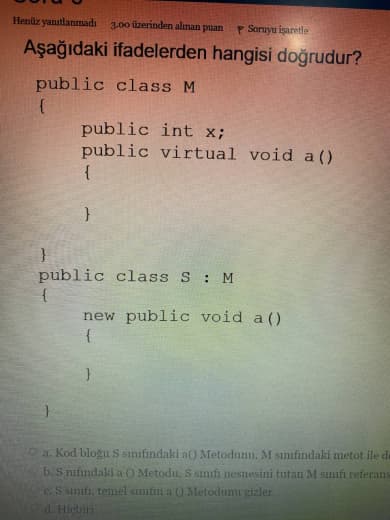 Henüz yanıtlanmadı 3.00 üzerinden alınan puan Soruyu işaretle
Aşağıdaki ifadelerden hangisi doğrudur?
public class M
{
public int x;
public virtual void a()
{
}
}
public class S : M
{
new public void a()
{
}
}
a. Kod bloğu S sınıfındaki a() Metodunu, M sınıfındaki metot ile
b. S nıfındaki a () Metodu, S sınıfı nesnesini tutan M sınıfı referans
c. S sınıfı, temel sınıfın a () Metodunu gizler
d. Hiçbiri